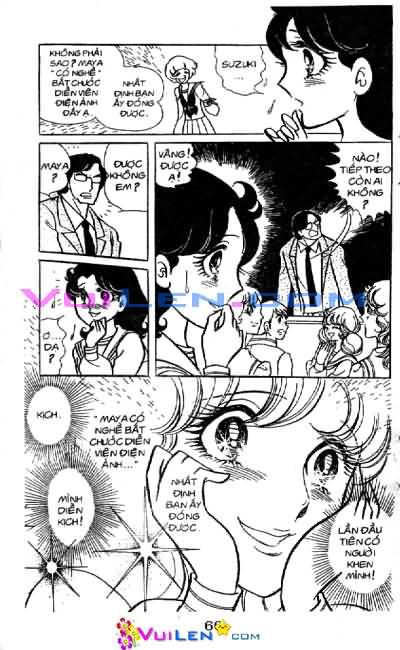 KHÔNG PHẢI
SAO? MAYA
"CÓ NGHỀ"
BẮT CHƯỚC
DIỄN VIÊN
ĐIỆN ẢNH
ĐẤY Ạ.
NHẤT
ĐỊNH BẠN
ẤY ĐÓNG
ĐƯỢC.
SUZUKI
MAYA
?
ĐƯỢC
KHÔNG
EM?
VÂNG!
ĐƯỢC
Ạ!
NÀO!
TIẾP THEO
CÒN AI
KHÔNG
?
Ơ...
DẠ
?
VUILEN.COM
KỊCH.
"MAYA CÓ
NGHỀ BẮT
CHƯỚC DIỄN
VIÊN ĐIỆN
ẢNH..."
MÌNH
DIỄN
KỊCH!
NHẤT
ĐỊNH
BẠN ẤY
ĐÓNG
ĐƯỢC.
LẦN ĐẦU
TIÊN CÓ
NGƯỜI
KHEN
MÌNH!
VUILEN
.com